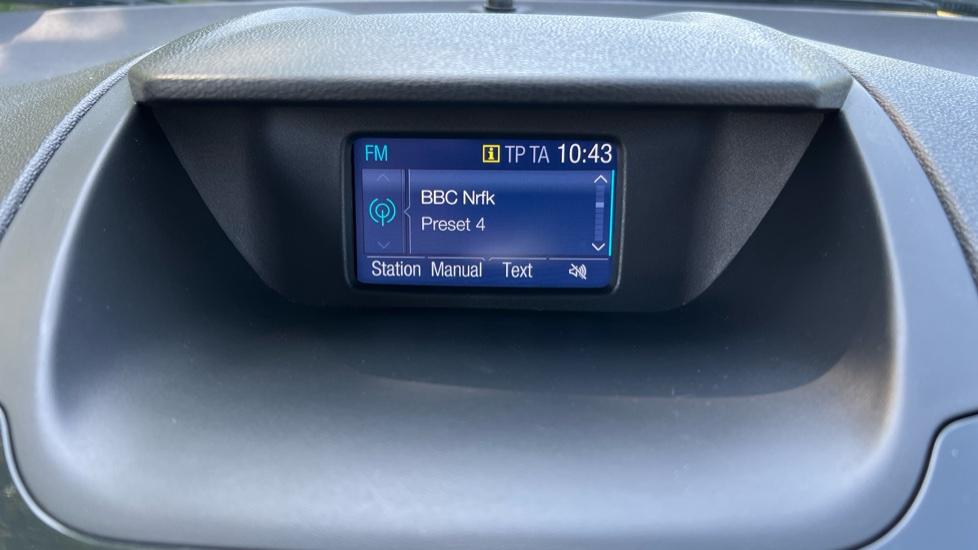 FM i TP TA 10:43
BBC Nrfk
Preset 4
Station Manual Text